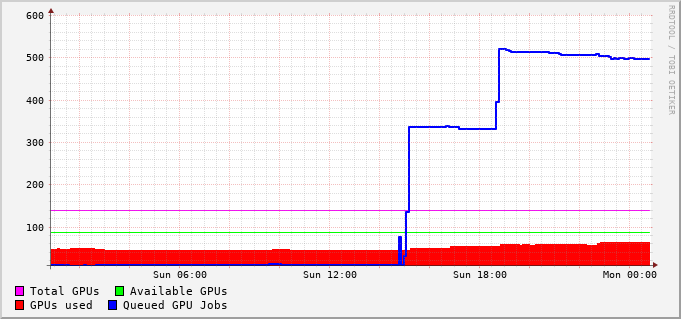 600
500
400
300
200
100
Sun 06:00 Sun 12:00 Sun 18:00 Mon 00:00
Total GPUs Available GPUs
GPUs used Queued GPU Jobs
RRDTOOL / TOBI OETIKER